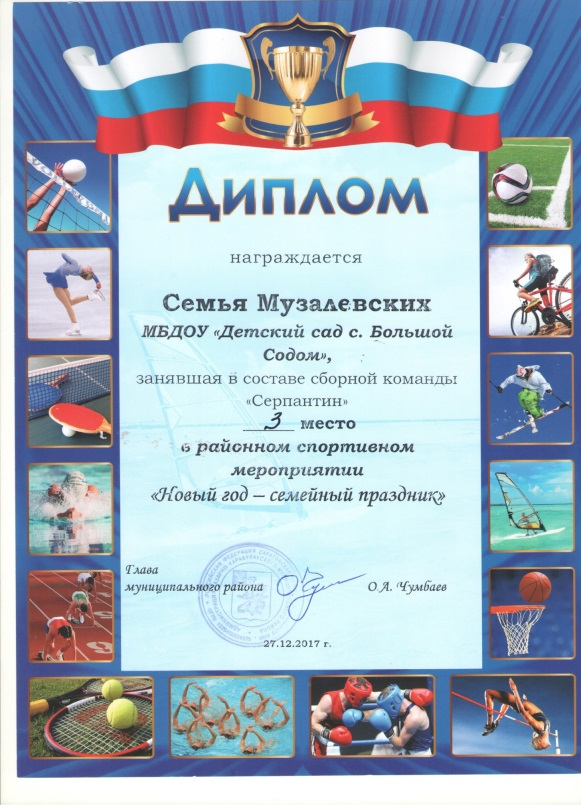 Диплом
награждается
Семья Музалевских
МБДОУ «Детский сад с. Большой
Содом»,
занявшая в составе сборной команды
«Серпантин»
3 место
в районном спортивном
мероприятии
«Новый год – семейный праздник»
Глава
муниципального района О.А. Чумбаев
27.12.2017 г.